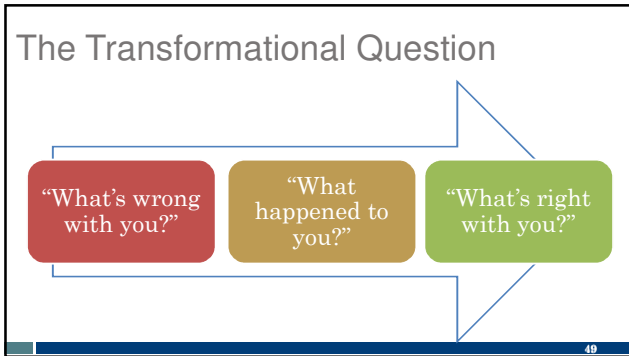 The Transformational Question
“What’s wrong
with you?”
“What
happened to
you?”
“What’s right
with you?”
49